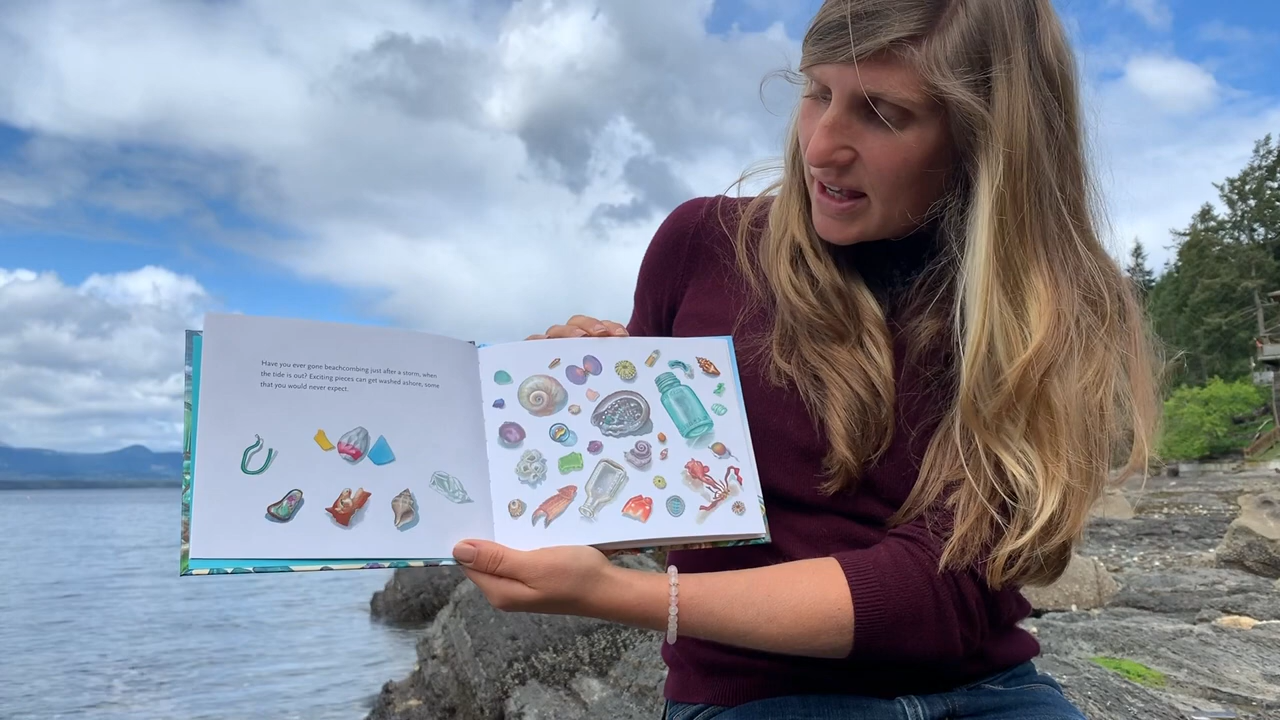 Have you ever gone beachcombing just after a storm, when
the tide is out? Exciting pieces can get washed ashore, some
that you would never expect.